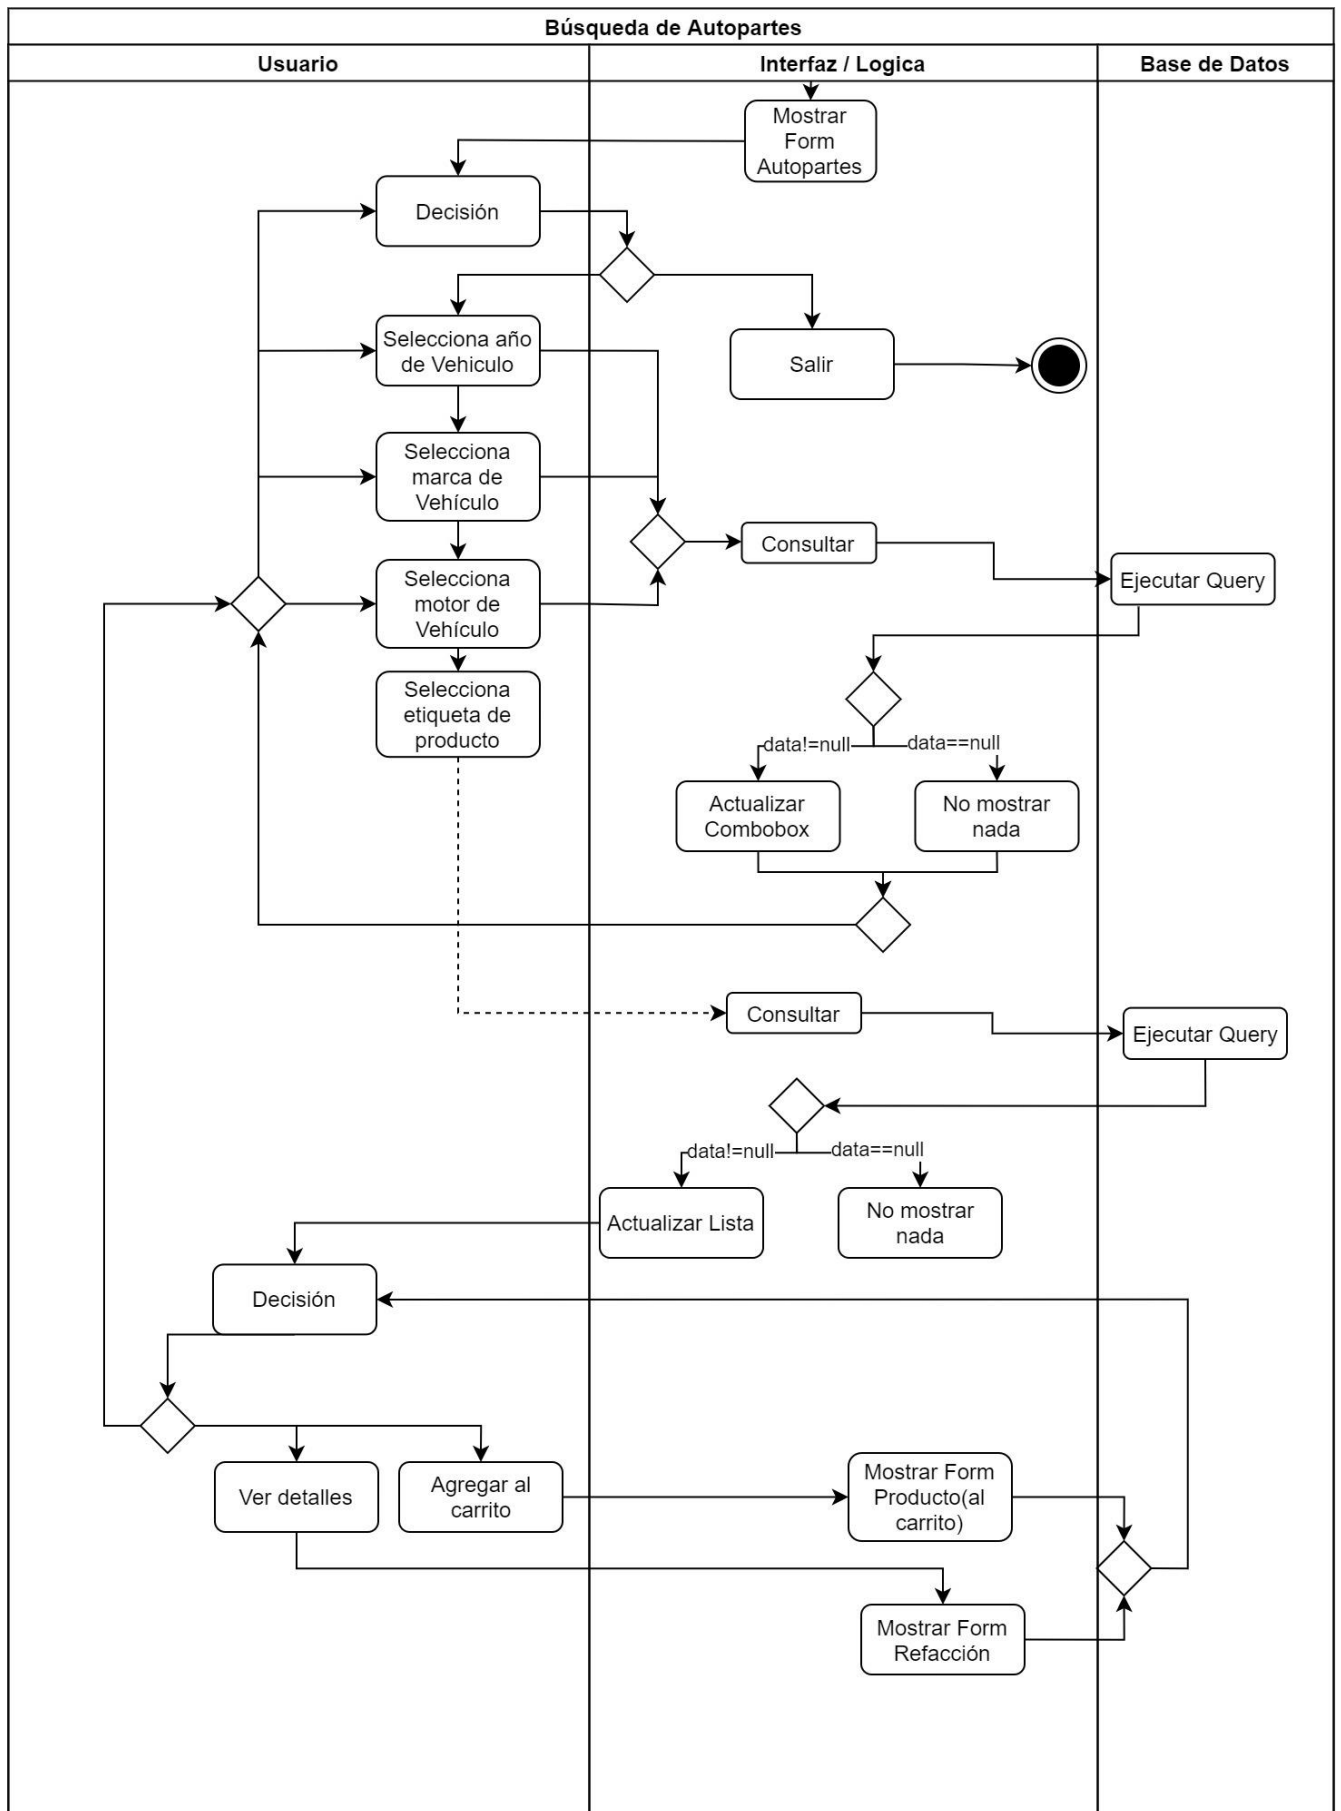 Búsqueda de Autopartes
Usuario
Interfaz / Logica
Base de Datos
Mostrar
Form
Autopartes
Decisión
Selecciona año
de Vehiculo
Salir
Selecciona
marca de
Vehículo
Consultar
Selecciona
motor de
Vehículo
Ejecutar Query
Selecciona
etiqueta de
producto
data!=null
data==null
Actualizar
Combobox
No mostrar
nada
Consultar
Ejecutar Query
data!=null
data==null
Actualizar Lista
No mostrar
nada
Decisión
Ver detalles
Agregar al
carrito
Mostrar Form
Producto(al
carrito)
Mostrar Form
Refacción